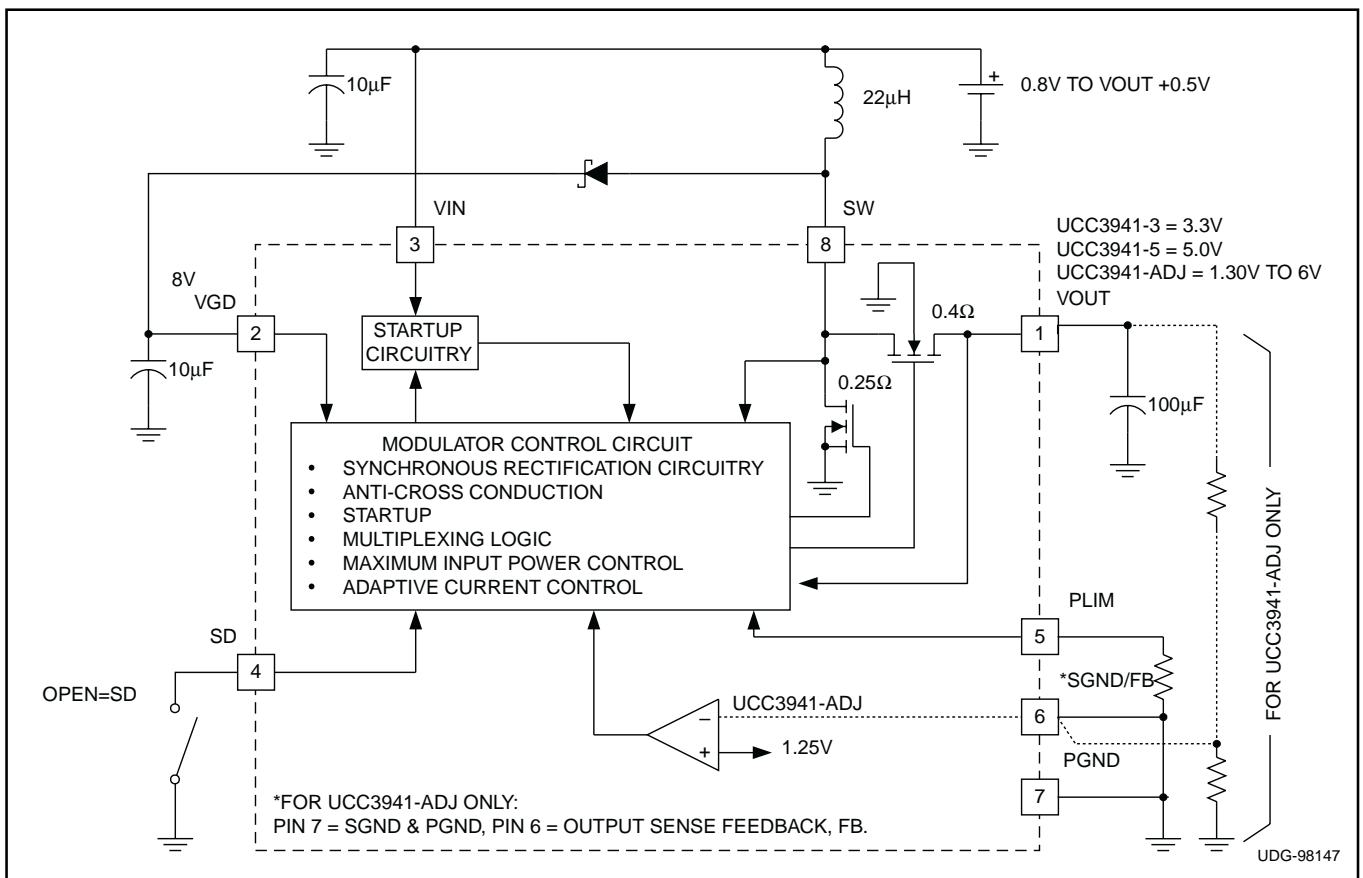 10μF
22μH
+
0.8V TO VOUT +0.5V
VIN
SW
3
8
UCC3941-3 = 3.3V
UCC3941-5 = 5.0V
UCC3941-ADJ = 1.30V TO 6V
8V
VGD
VOUT
2
STARTUP
CIRCUITRY
0.4Ω
1
10μF
0.25Ω
100μF
MODULATOR CONTROL CIRCUIT
• SYNCHRONOUS RECTIFICATION CIRCUITRY
• ANTI-CROSS CONDUCTION
• STARTUP
• MULTIPLEXING LOGIC
• MAXIMUM INPUT POWER CONTROL
• ADAPTIVE CURRENT CONTROL
FOR UCC3941-ADJ ONLY
PLIM
SD
5
4
*SGND/FB
OPEN=SD
UCC3941-ADJ
–
6
+
1.25V
PGND
7
*FOR UCC3941-ADJ ONLY:
PIN 7 = SGND & PGND, PIN 6 = OUTPUT SENSE FEEDBACK, FB.
UDG-98147